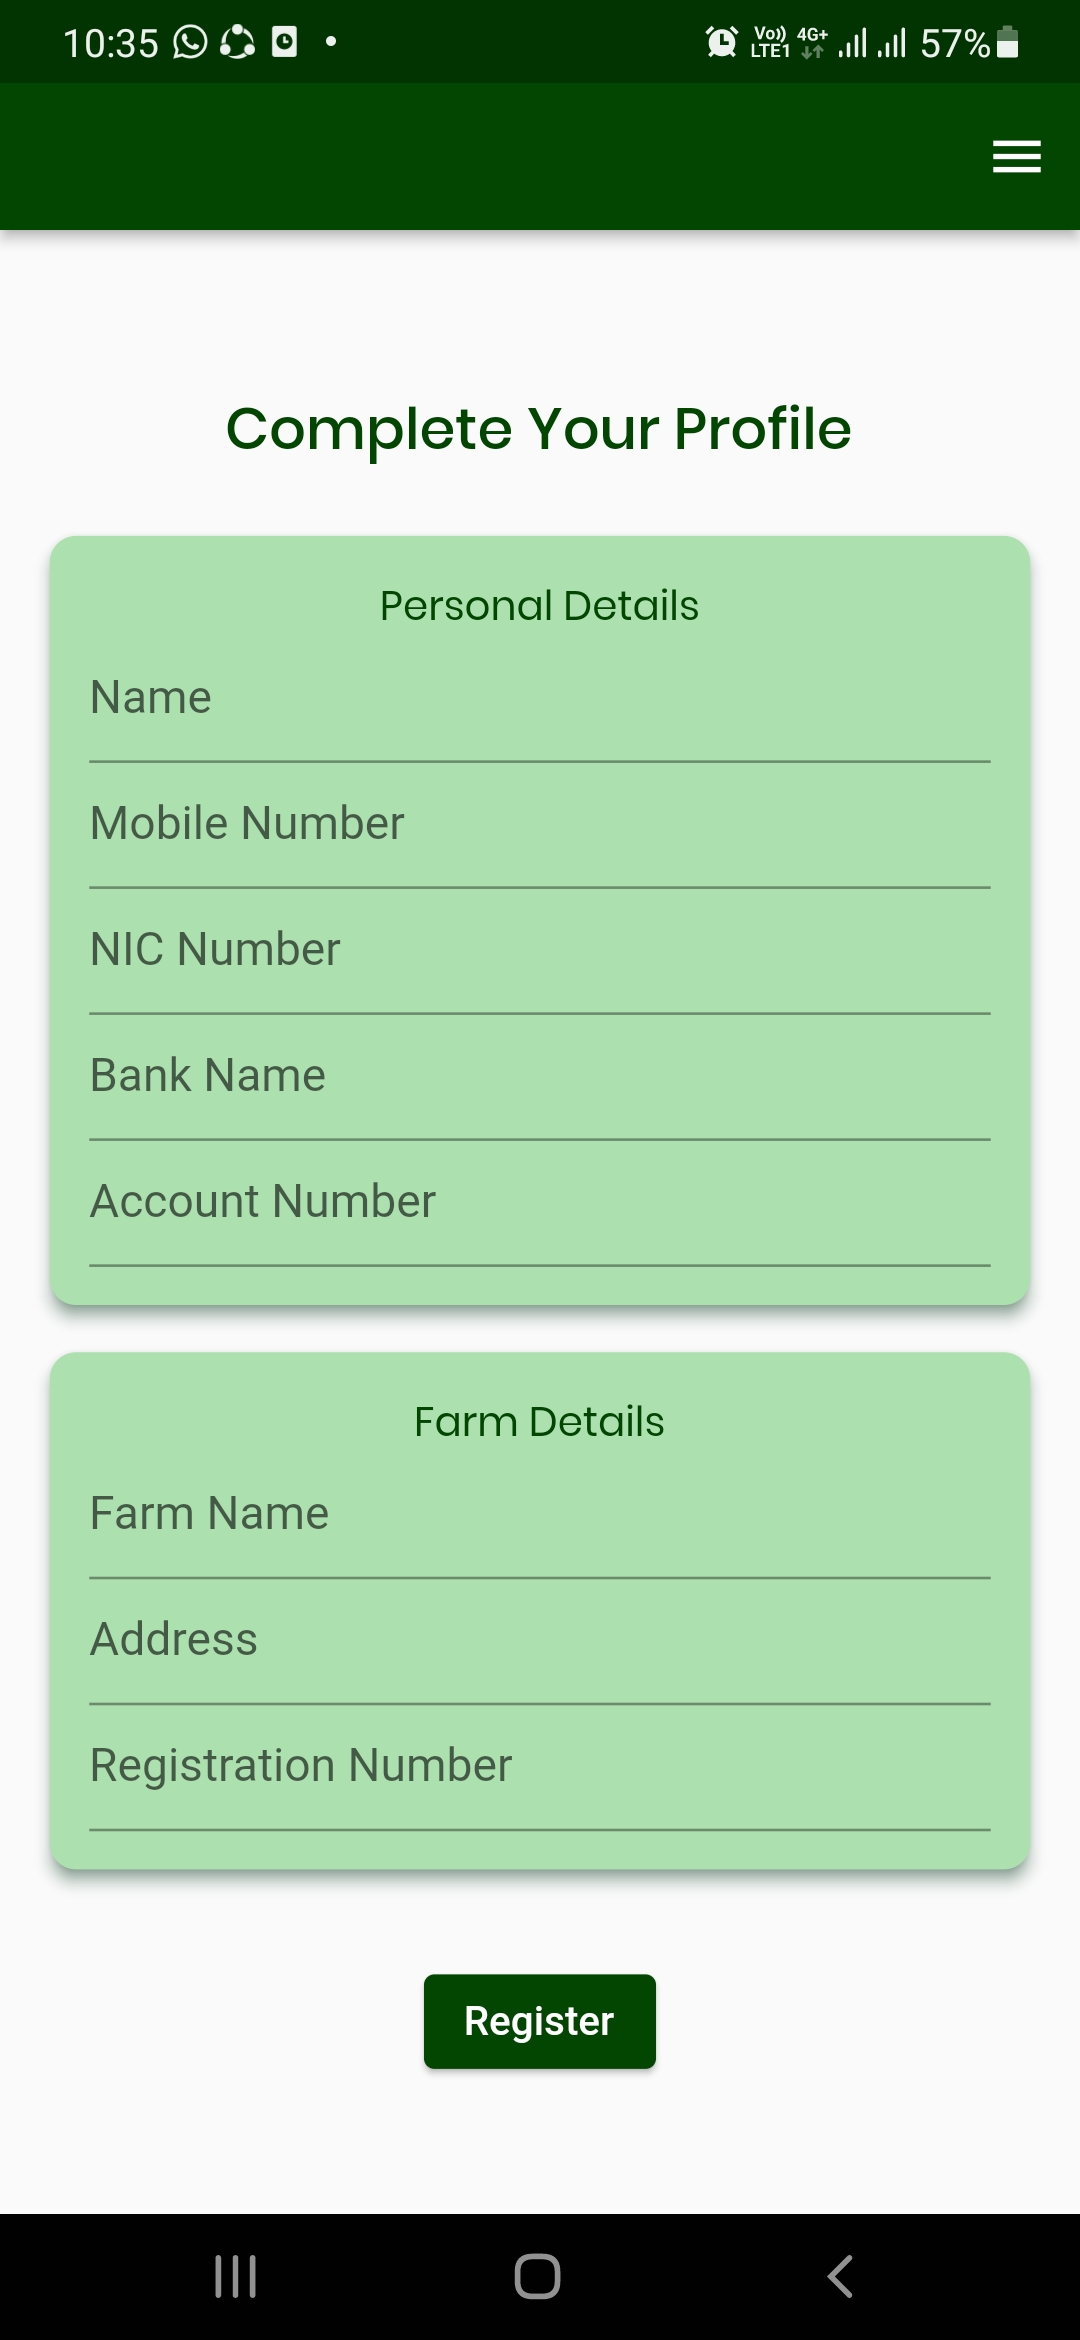 10:35 Vo)) LTE1 4G+ 57%
Complete Your Profile
Personal Details
Name
Mobile Number
NIC Number
Bank Name
Account Number
Farm Details
Farm Name
Address
Registration Number
Register